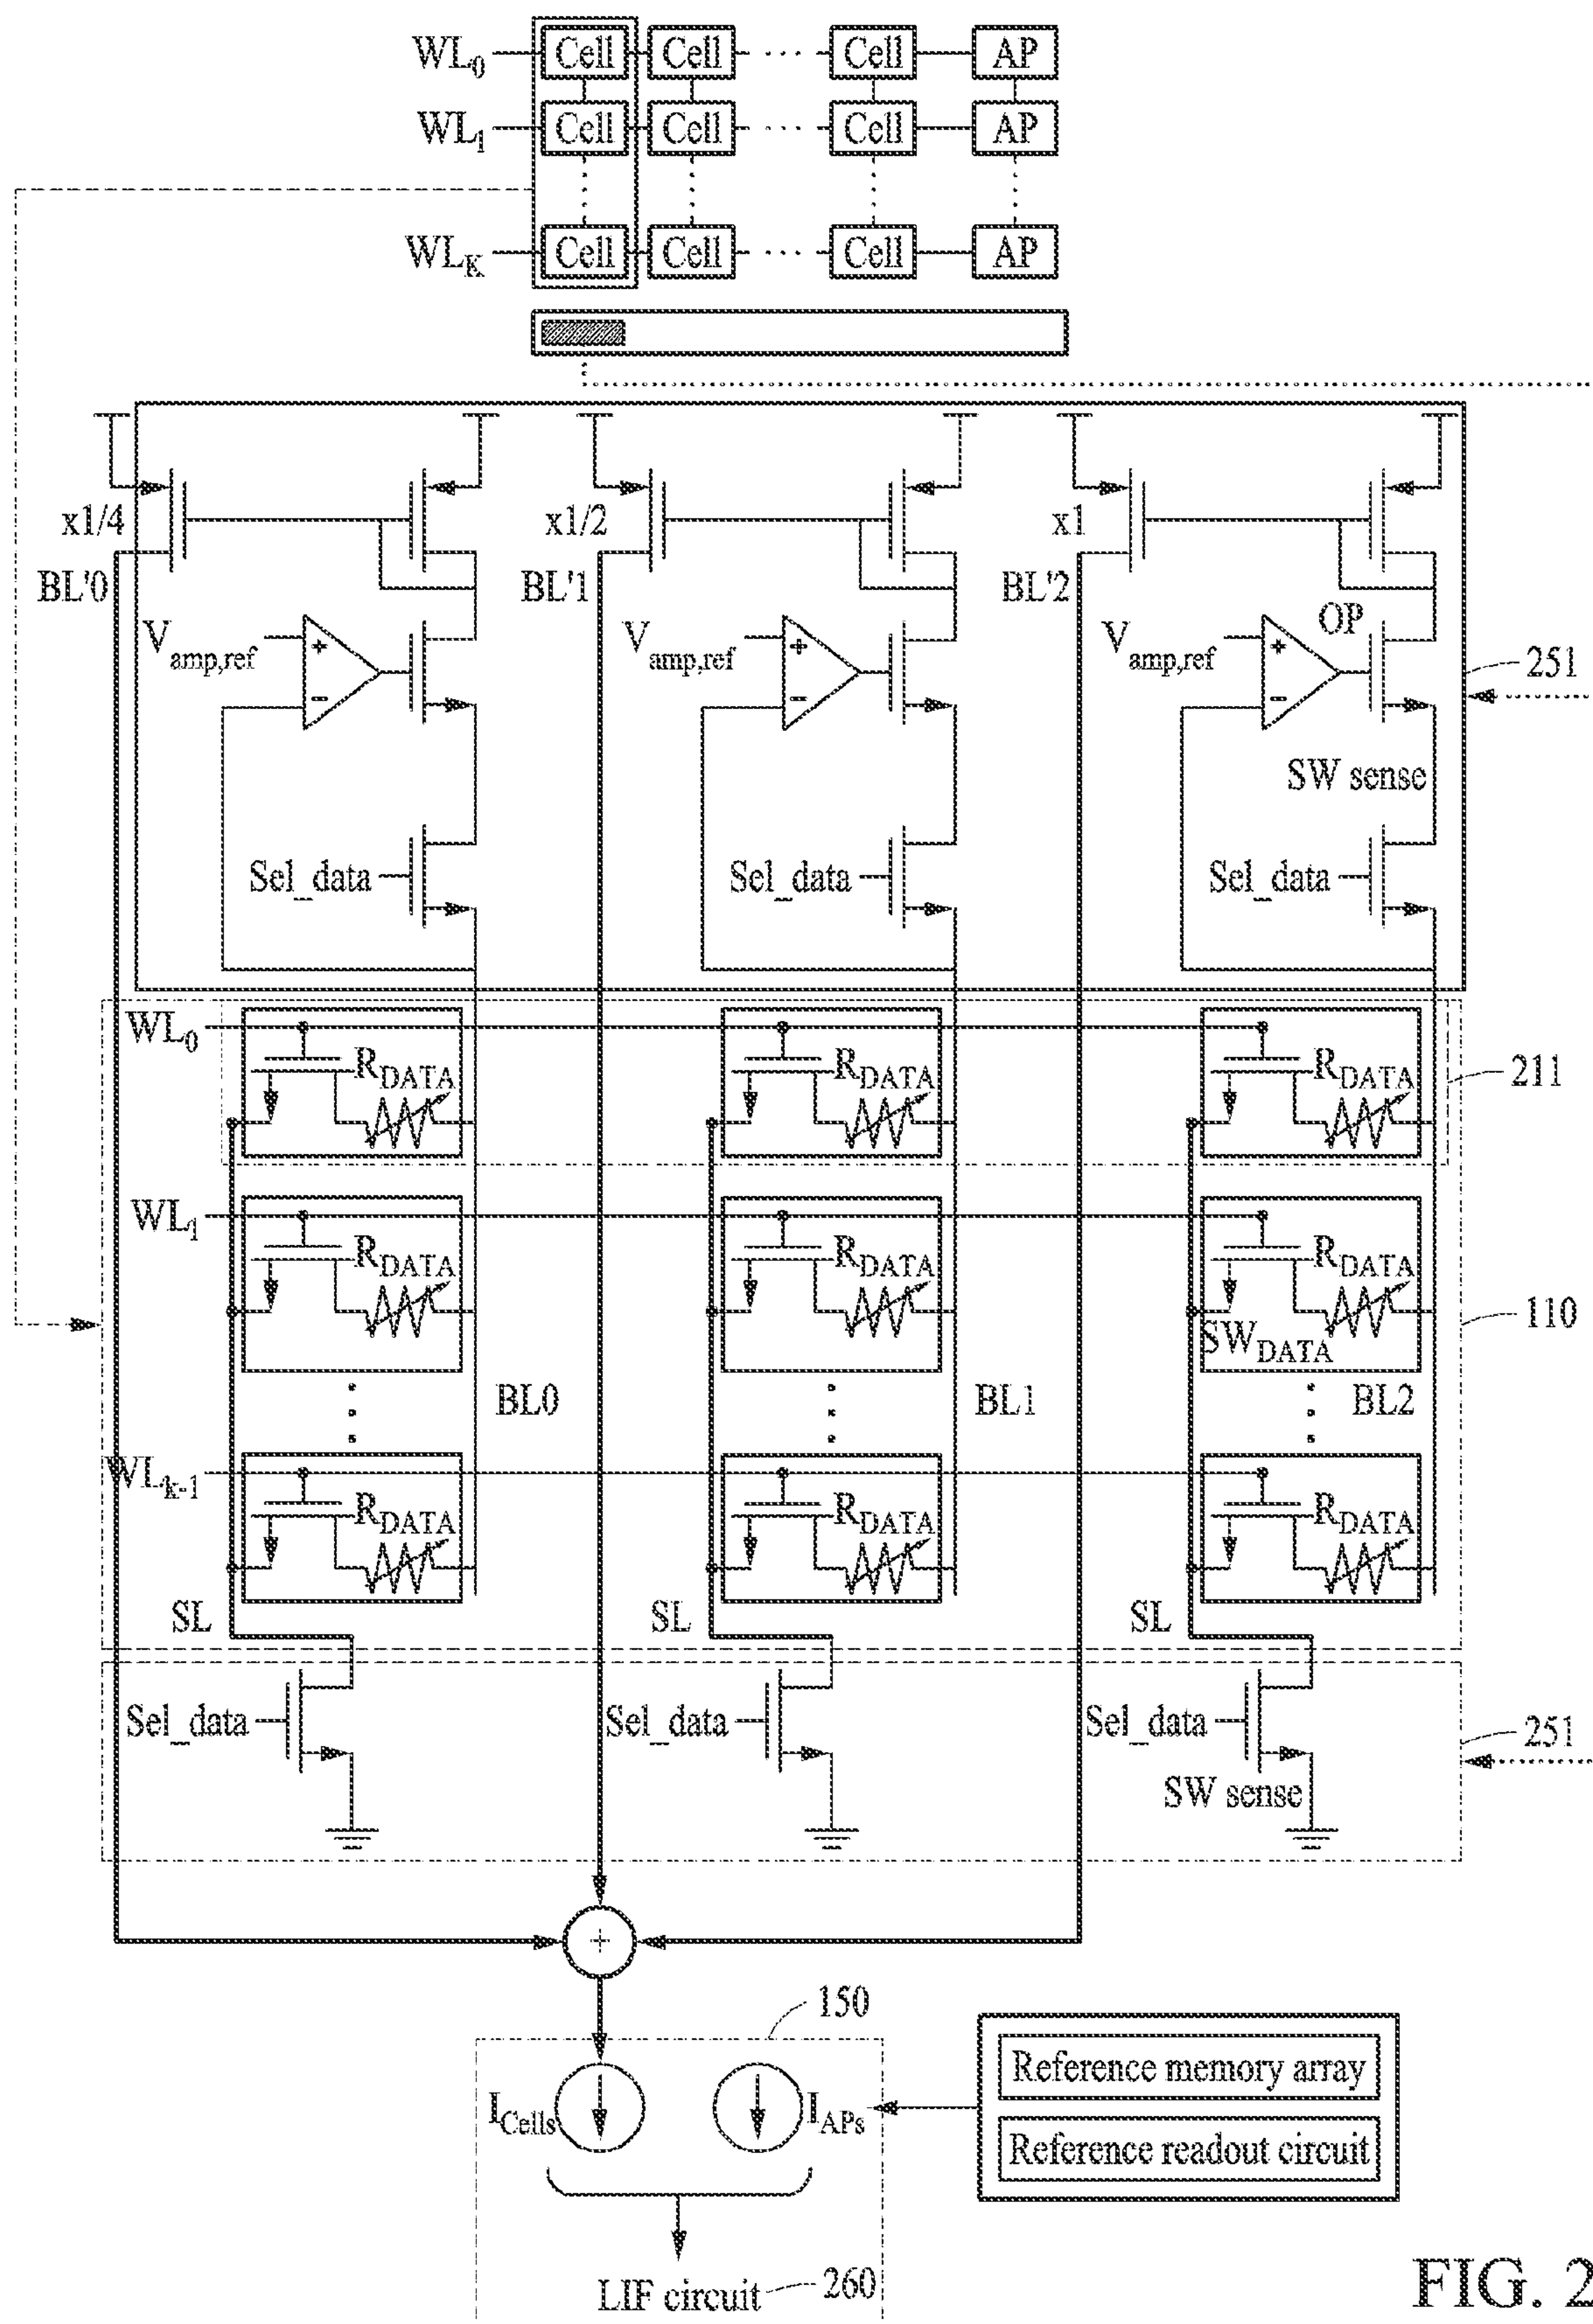 WL0 Cell Cell ... Cell AP
WL1 Cell Cell ... Cell AP
WLK Cell Cell ... Cell AP
x1/4 x1/2 x1
BL'0 BL'1 BL'2
Vamp,ref + - Vamp,ref + - Vamp,ref + - OP
251
SW sense
Sel_data Sel_data Sel_data
WL0 RDATA RDATA RDATA 211
WL1 RDATA RDATA RDATA
SWDATA 110
BL0 BL1 BL2
WLk-1 RDATA RDATA RDATA
SL SL SL
Sel_data Sel_data Sel_data 251
SW sense
+
150
ICells IAPs
Reference memory array
Reference readout circuit
LIF circuit 260
FIG. 2